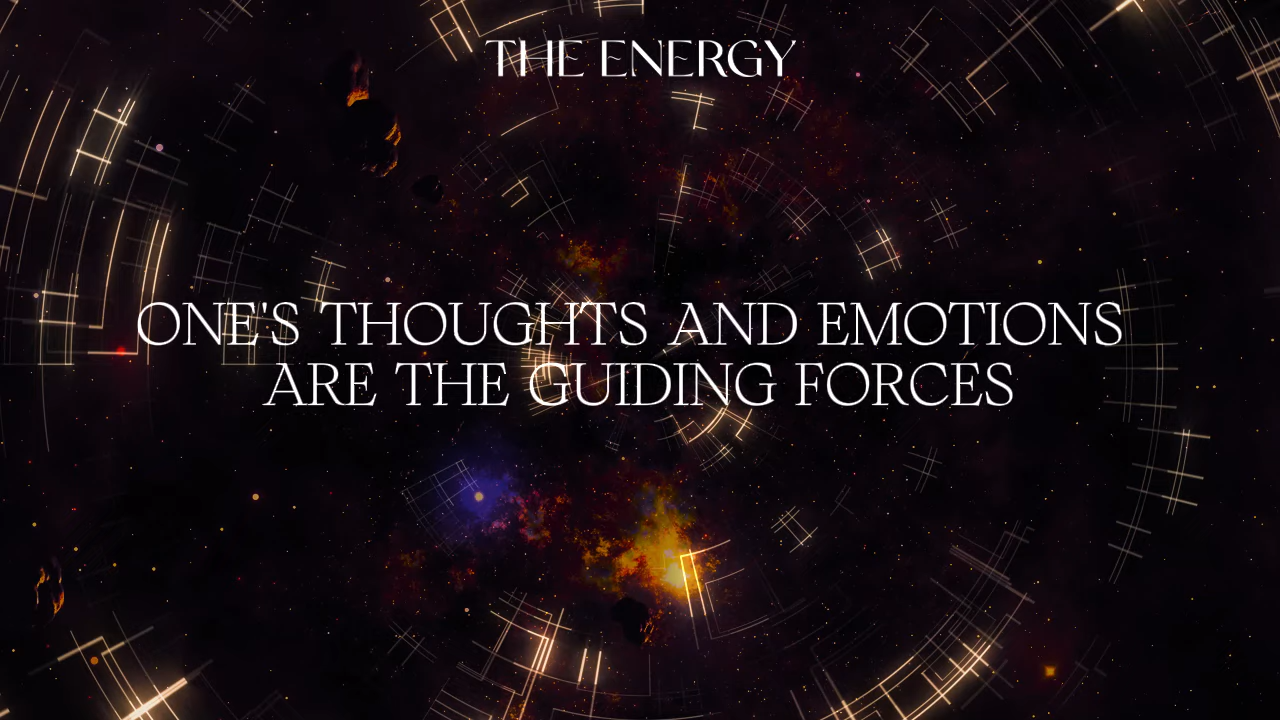 THE ENERGY
ONE'S THOUGHTS AND EMOTIONS
ARE THE GUIDING FORCES